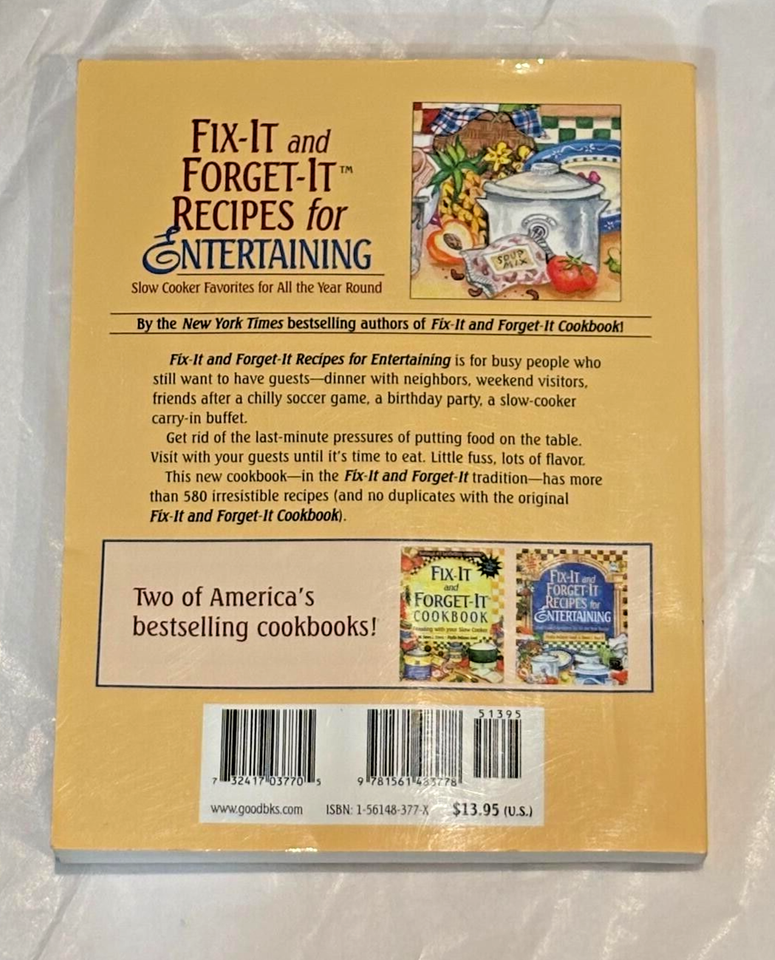 FIX-IT and
FORGET-IT™
RECIPES for
ENTERTAINING
Slow Cooker Favorites for All the Year Round
SOUP
MIX
By the New York Times bestselling authors of Fix-It and Forget-It Cookbook!
Fix-It and Forget-It Recipes for Entertaining is for busy people who
still want to have guests—dinner with neighbors, weekend visitors,
friends after a chilly soccer game, a birthday party, a slow-cooker
carry-in buffet.
Get rid of the last-minute pressures of putting food on the table.
Visit with your guests until it's time to eat. Little fuss, lots of flavor.
This new cookbook—in the Fix-It and Forget-It tradition—has more
than 580 irresistible recipes (and no duplicates with the original
Fix-It and Forget-It Cookbook).
Two of America's
bestselling cookbooks!
FIX-IT
and
FORGET-IT
COOKBOOK
Feasting with your Slow Cooker
FIX-IT and
FORGET-IT
RECIPES for
ENTERTAINING
51395
7 32417 03770 5
9 781561 483778
www.goodbks.com ISBN: 1-56148-377-X $13.95 (U.S.)